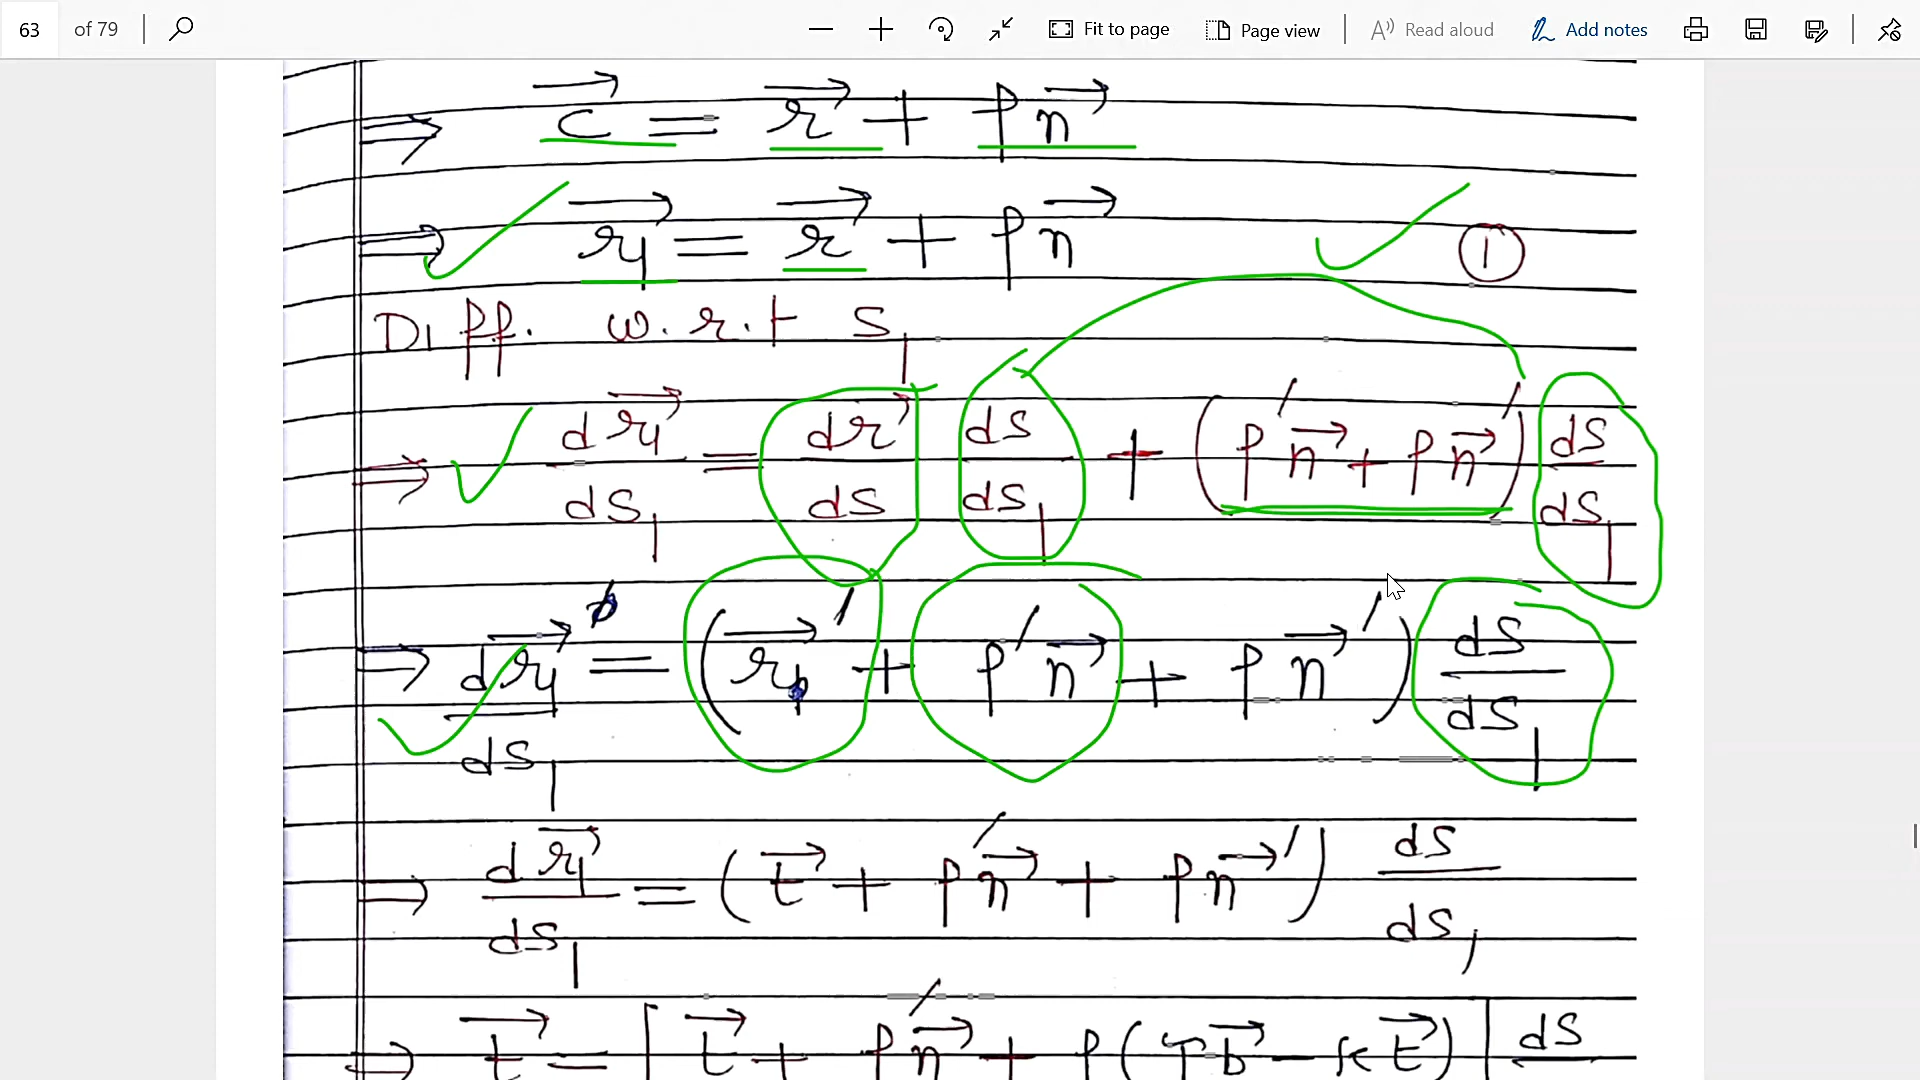 63 of 79 Fit to page Page view Read aloud Add notes
⇒ c⃗ = r⃗ + ρn⃗
⇒ r⃗₁ = r⃗ + ρn⃗ ①
Diff. w.r.t s₁
⇒ dr⃗₁/ds₁ = dr⃗/ds ds/ds₁ + (ρ'n⃗ + ρn⃗') ds/ds₁
⇒ dr⃗₁/ds₁ = (r⃗' + ρ'n⃗ + ρn⃗') ds/ds₁
⇒ dr⃗₁/ds₁ = (t⃗ + ρ'n⃗ + ρn⃗') ds/ds₁
⇒ t⃗ = [t⃗ + ρ'n⃗ + ρ(τb⃗ − κt⃗)] ds